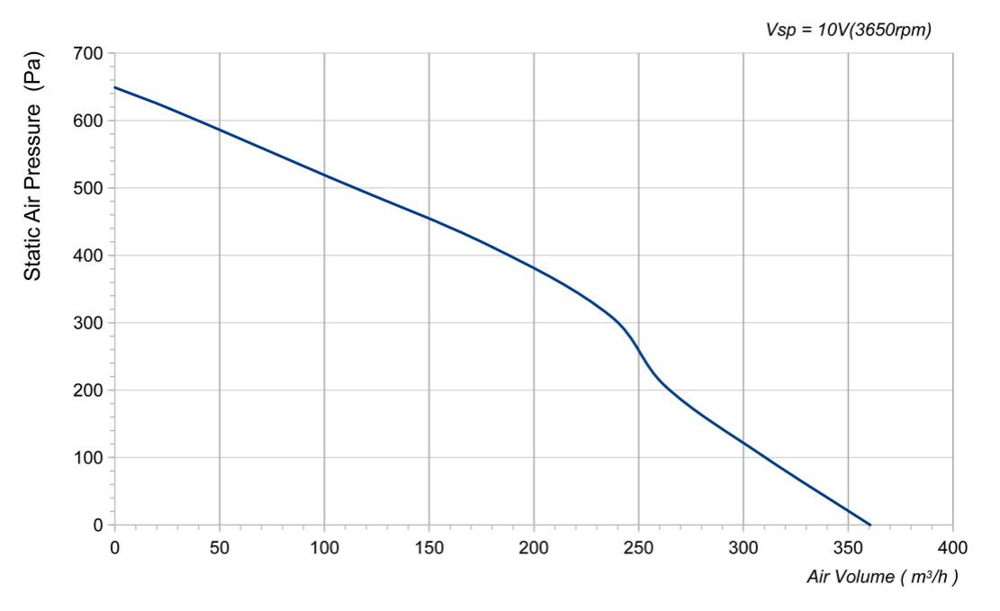 Vsp = 10V(3650rpm)
Static Air Pressure (Pa)
700
600
500
400
300
200
100
0
0 50 100 150 200 250 300 350 400
Air Volume ( m³/h )